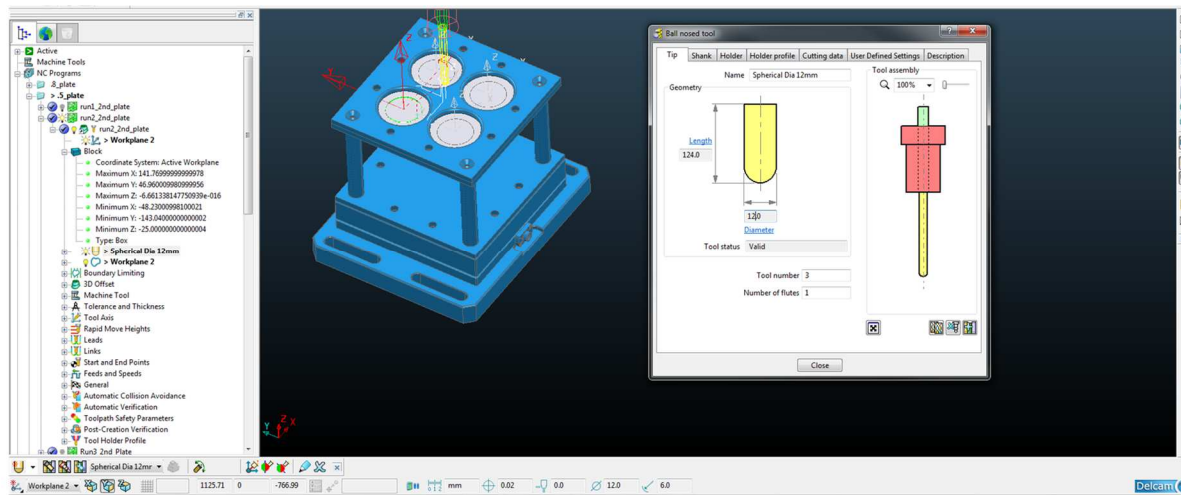 Active
Machine Tools
NC Programs
.8_plate
> .5_plate
run1_2nd_plate
run2_2nd_plate
run2_2nd_plate
> Workplane 2
Block
Coordinate System: Active Workplane
Maximum X: 141.76999999999978
Maximum Y: 46.960009980999956
Maximum Z: -6.661338147750939e-016
Minimum X: -48.23000998100021
Minimum Y: -143.04000000000002
Minimum Z: -25.000000000000004
Type: Box
> Spherical Dia 12mm
> Workplane 2
Boundary Limiting
3D Offset
Machine Tool
Tolerance and Thickness
Tool Axis
Rapid Move Heights
Leads
Links
Start and End Points
Feeds and Speeds
General
Automatic Collision Avoidance
Automatic Verification
Toolpath Safety Parameters
Post-Creation Verification
Tool Holder Profile
Run3 2nd Plate
Ball nosed tool
Tip Shank Holder Holder profile Cutting data User Defined Settings Description
Name Spherical Dia 12mm
Geometry
Length
124.0
12.0
Diameter
Tool status Valid
Tool number 3
Number of flutes 1
Tool assembly
100%
Close
Z
Y
X
Spherical Dia 12mr
Workplane 2 1125.71 0 -766.99 mm 0.02 0.0 12.0 6.0
Delcam